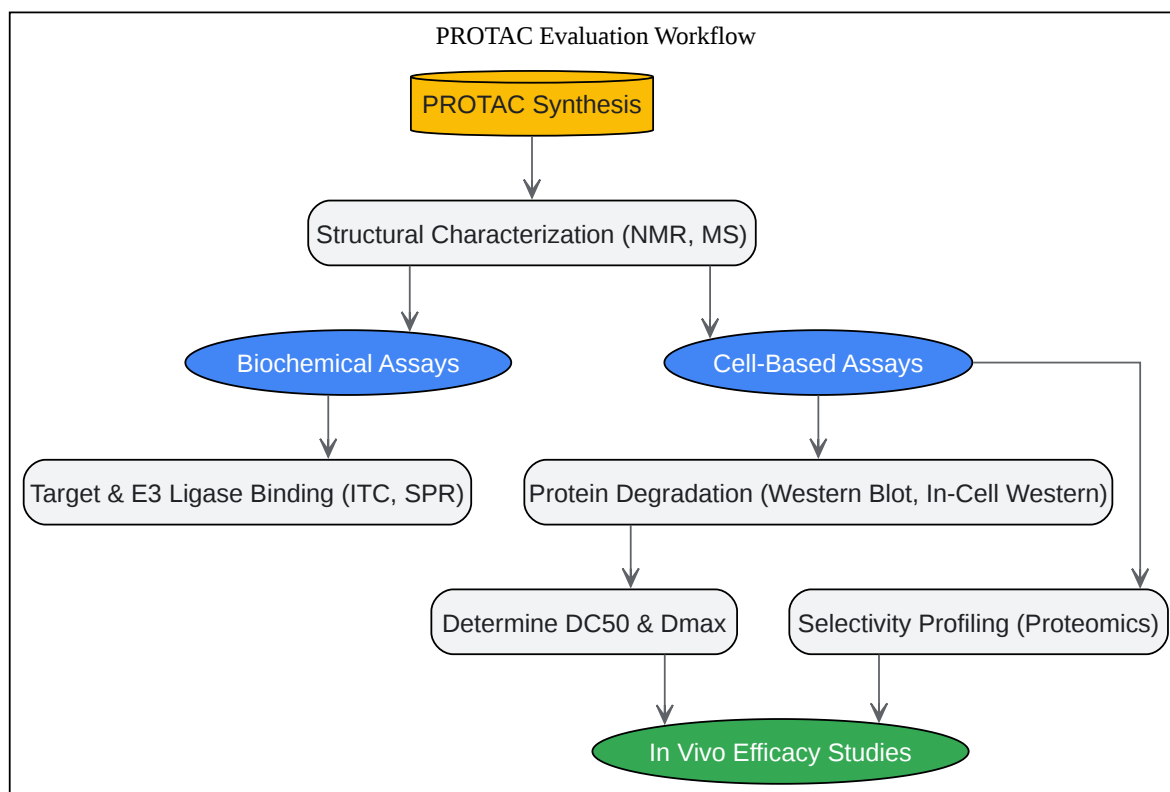 PROTAC Evaluation Workflow
PROTAC Synthesis
Structural Characterization (NMR, MS)
Biochemical Assays
Cell-Based Assays
Target & E3 Ligase Binding (ITC, SPR)
Protein Degradation (Western Blot, In-Cell Western)
Determine DC50 & Dmax
Selectivity Profiling (Proteomics)
In Vivo Efficacy Studies